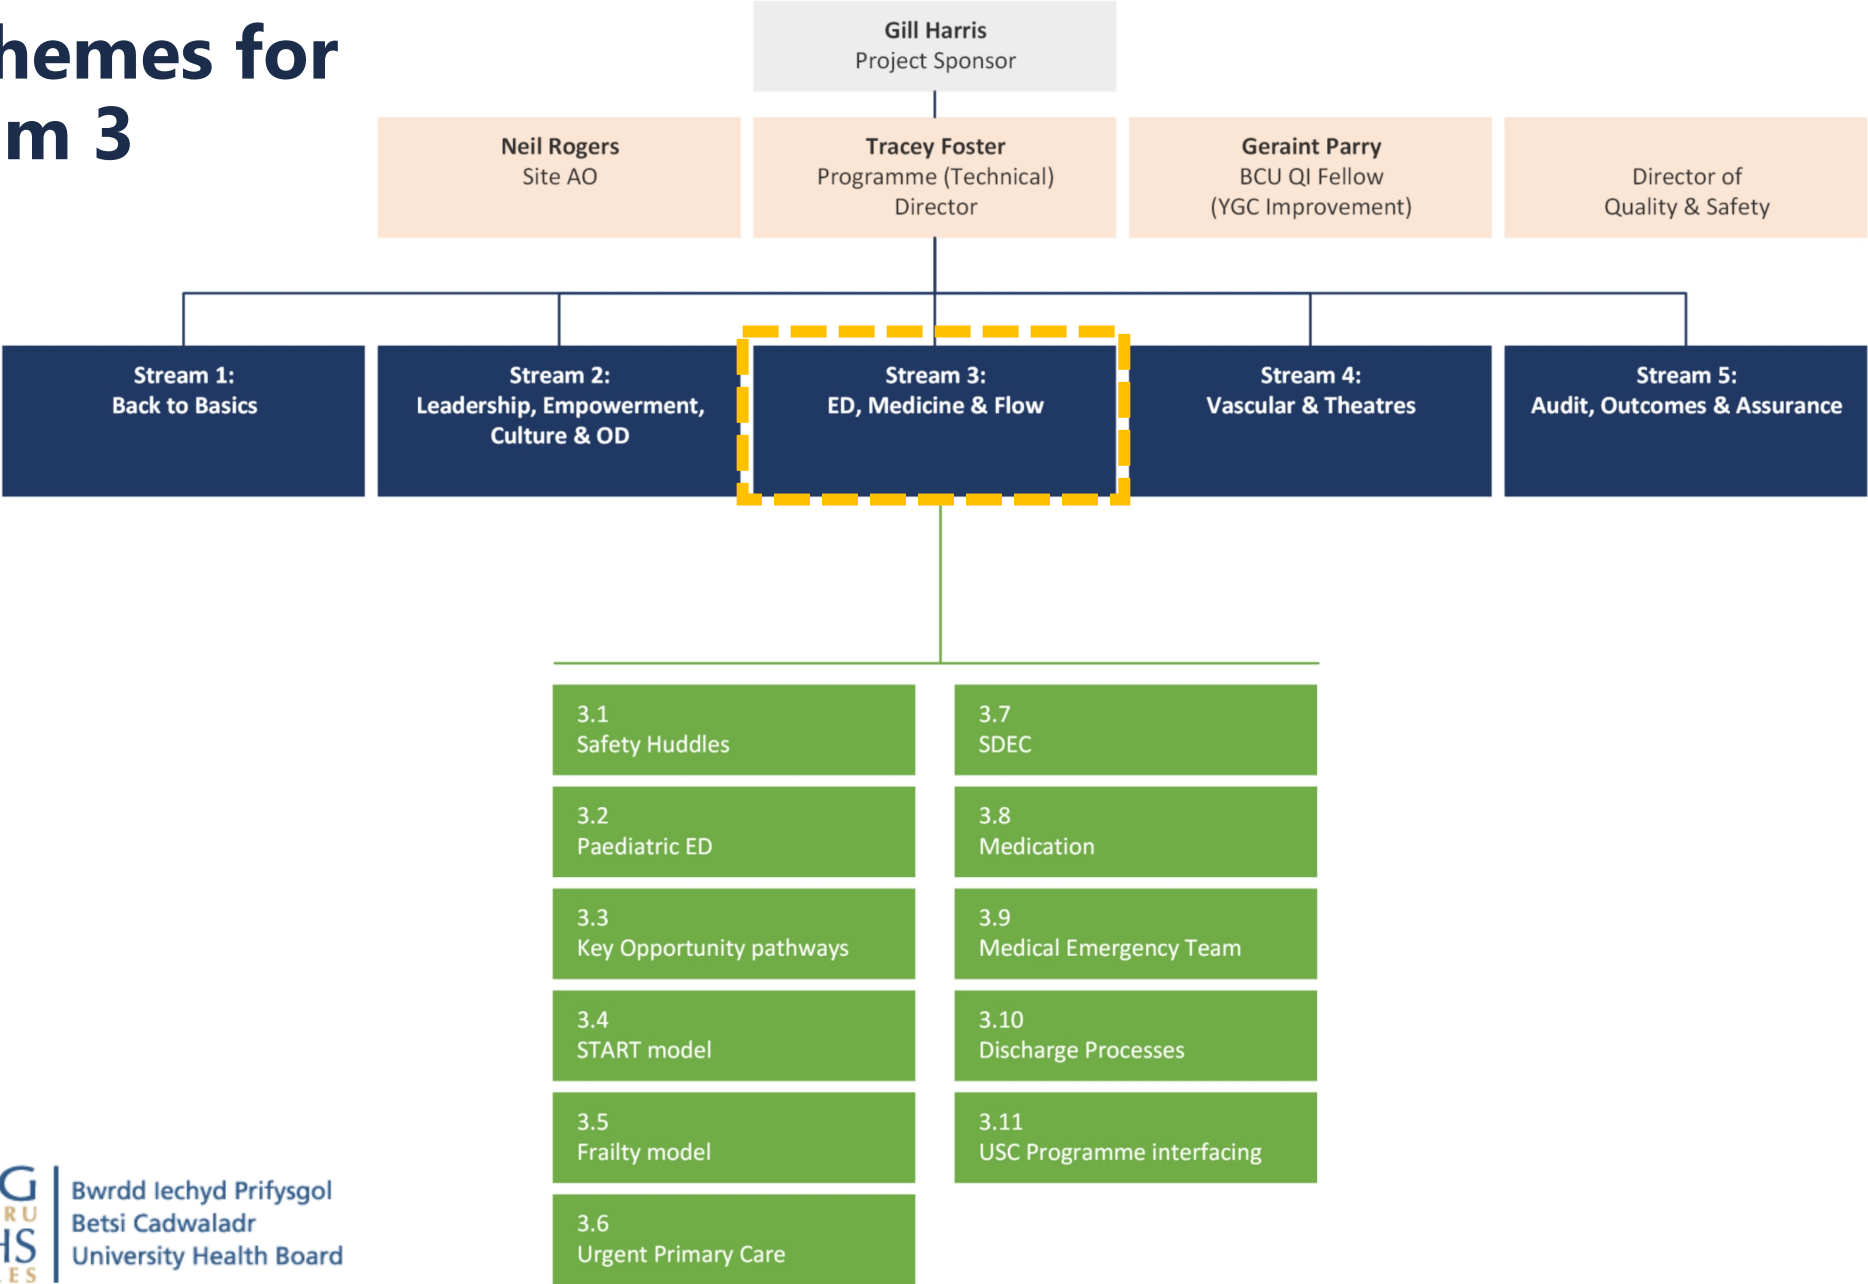 hemes for
m 3
Gill Harris
Project Sponsor
Neil Rogers
Site AO
Tracey Foster
Programme (Technical)
Director
Geraint Parry
BCU QI Fellow
(YGC Improvement)
Director of
Quality & Safety
Stream 1:
Back to Basics
Stream 2:
Leadership, Empowerment,
Culture & OD
Stream 3:
ED, Medicine & Flow
Stream 4:
Vascular & Theatres
Stream 5:
Audit, Outcomes & Assurance
3.1
Safety Huddles
3.2
Paediatric ED
3.3
Key Opportunity pathways
3.4
START model
3.5
Frailty model
3.6
Urgent Primary Care
3.7
SDEC
3.8
Medication
3.9
Medical Emergency Team
3.10
Discharge Processes
3.11
USC Programme interfacing
G
RU
HS
ES
Bwrdd Iechyd Prifysgol
Betsi Cadwaladr
University Health Board